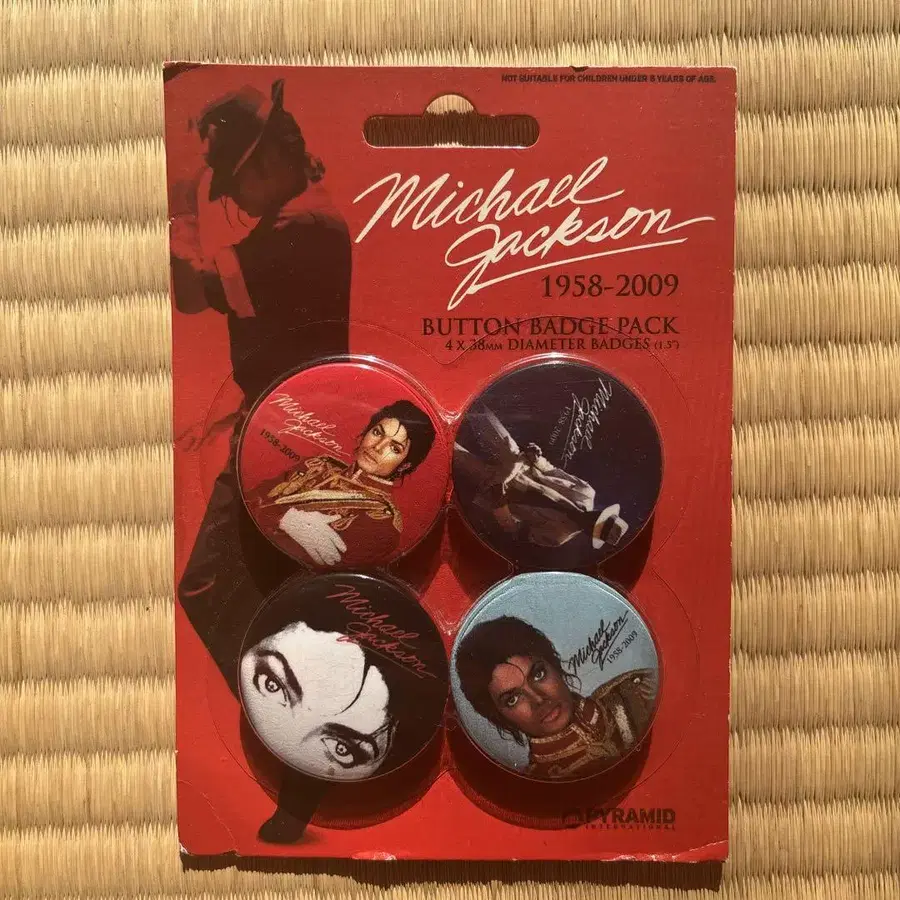 NOT SUITABLE FOR CHILDREN UNDER 5 YEARS OF AGE.
Michael
Jackson
1958-2009
BUTTON BADGE PACK
4 X 38MM DIAMETER BADGES (1.5")
Michael
Jackson
1958-2009
Michael
Jackson
1958-2009
Michael
Jackson
Michael
Jackson
1958-2009
PYRAMID
INTERNATIONAL